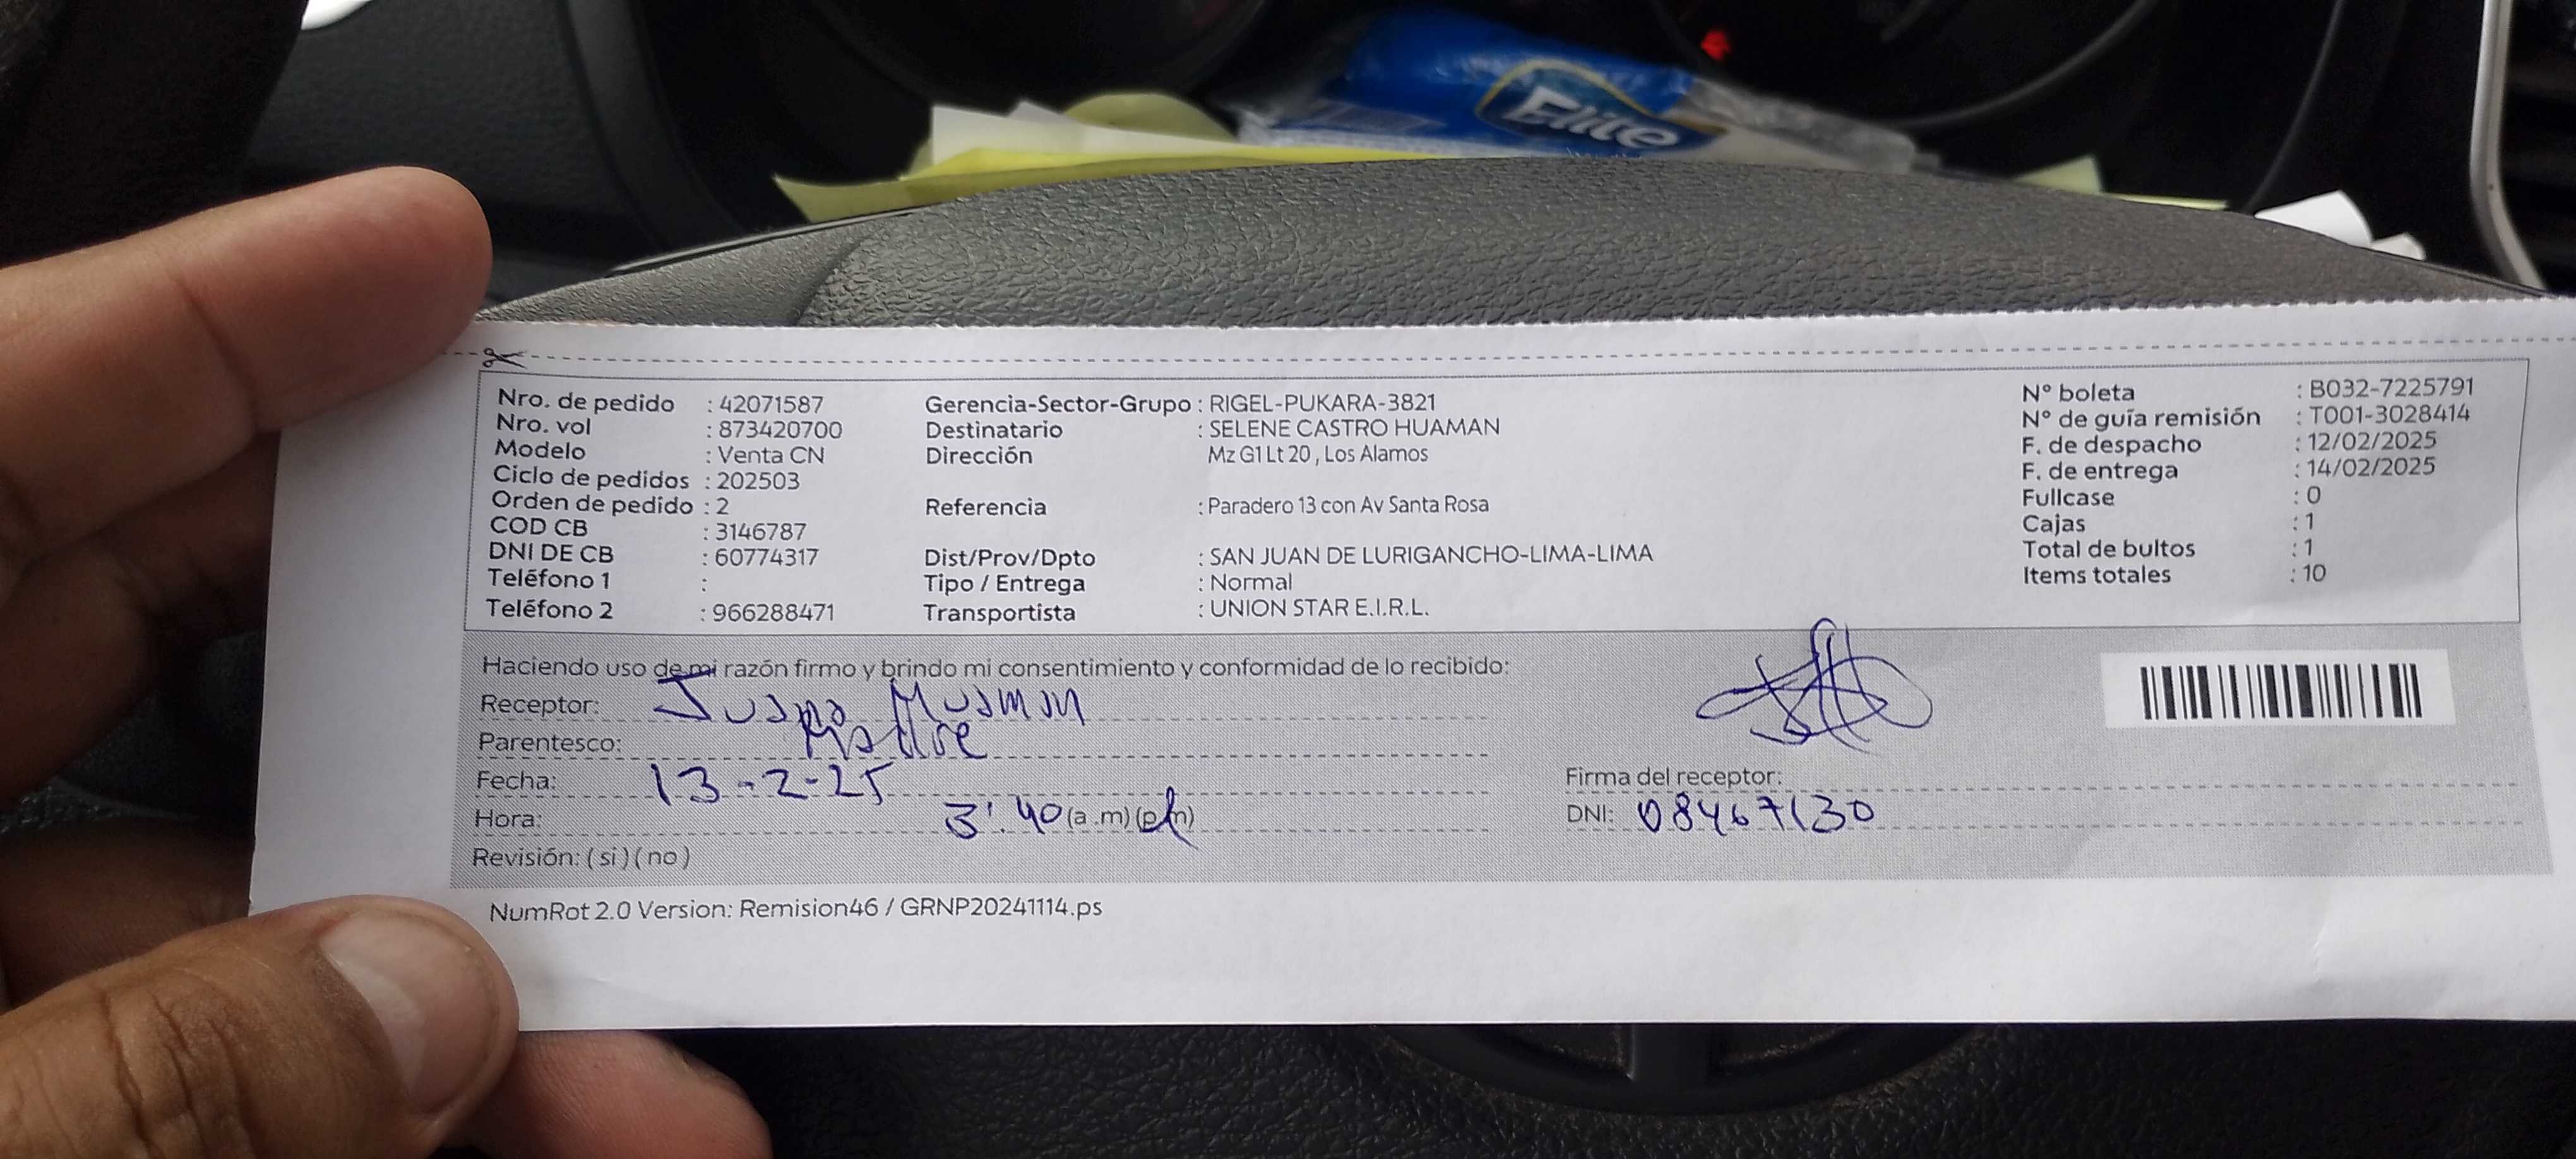 Elite
Nro. de pedido : 42071587
Nro. vol : 873420700
Modelo : Venta CN
Ciclo de pedidos : 202503
Orden de pedido : 2
COD CB : 3146787
DNI DE CB : 60774317
Teléfono 1 :
Teléfono 2 : 966288471
Gerencia-Sector-Grupo : RIGEL-PUKARA-3821
Destinatario : SELENE CASTRO HUAMAN
Dirección Mz G1 Lt 20 , Los Alamos
Referencia : Paradero 13 con Av Santa Rosa
Dist/Prov/Dpto : SAN JUAN DE LURIGANCHO-LIMA-LIMA
Tipo / Entrega : Normal
Transportista : UNION STAR E.I.R.L.
N° boleta : B032-7225791
N° de guía remisión : T001-3028414
F. de despacho : 12/02/2025
F. de entrega : 14/02/2025
Fullcase : 0
Cajas : 1
Total de bultos : 1
Items totales : 10
Haciendo uso de mi razón firmo y brindo mi consentimiento y conformidad de lo recibido:
Receptor: Juana Huaman
Parentesco: Madre
Fecha: 13-2-25
Hora: 3:40 (a.m) (p.m)
Revisión: ( si ) ( no )
Firma del receptor:
DNI: 08467130
NumRot 2.0 Version: Remision46 / GRNP20241114.ps